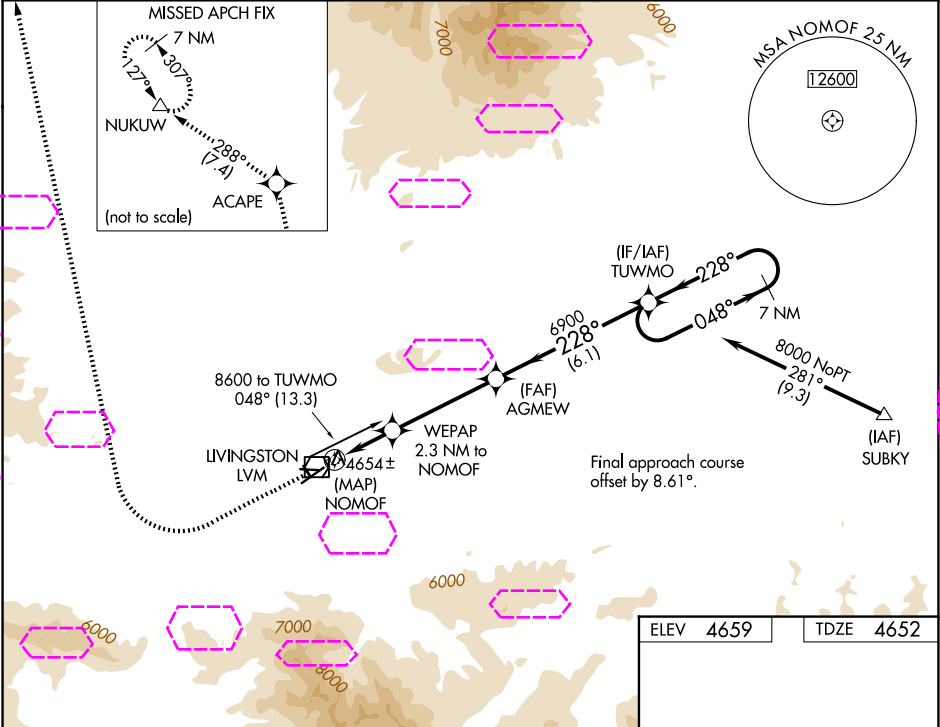 MISSED APCH FIX
7 NM
127°
307°
NUKUW
288°
(7.4)
ACAPE
(not to scale)
7000
6000
MSA NOMOF 25 NM
12600
(IF/IAF)
TUWMO
228°
048°
7 NM
6900
228°
(6.1)
8000 NoPT
281°
(9.3)
(IAF)
SUBKY
(FAF)
AGMEW
8600 to TUWMO
048° (13.3)
WEPAP
2.3 NM to
NOMOF
LIVINGSTON
LVM
4654±
(MAP)
NOMOF
Final approach course
offset by 8.61°.
6000
6000
7000
8000
ELEV 4659
TDZE 4652